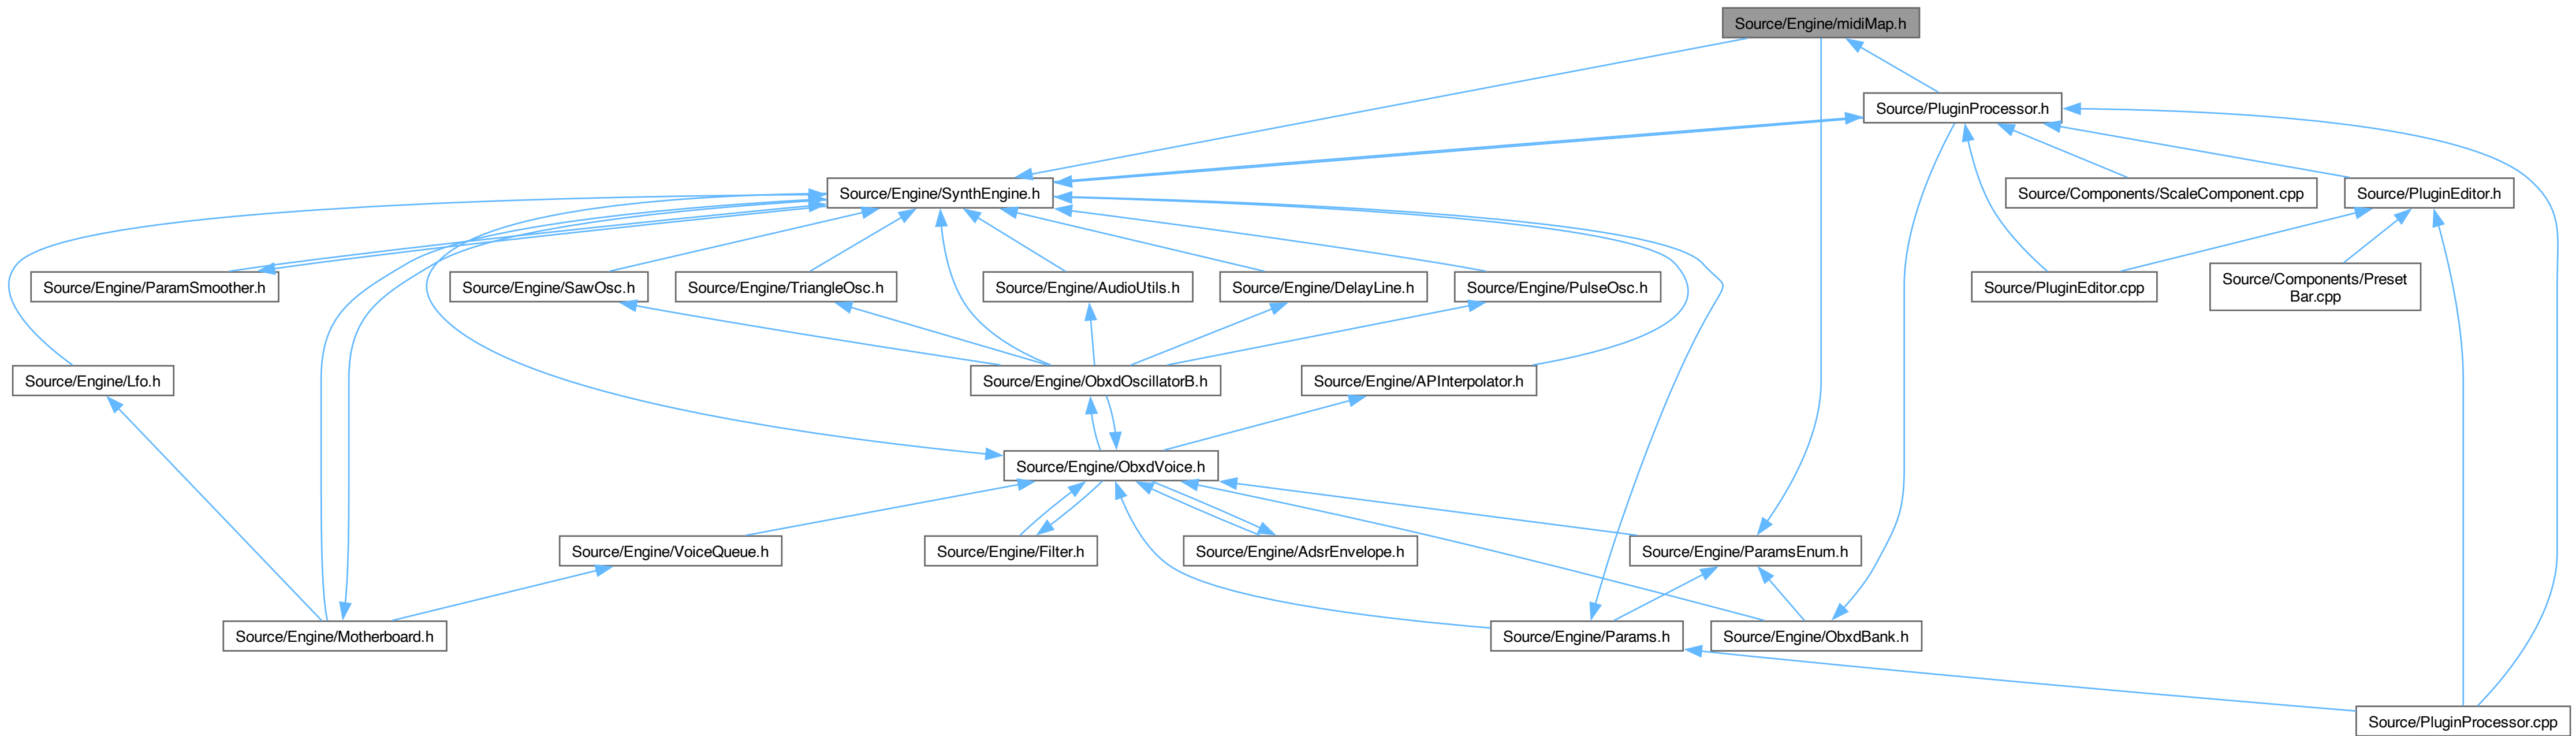 Source/Engine/midiMap.h
Source/PluginProcessor.h
Source/Engine/SynthEngine.h
Source/Components/ScaleComponent.cpp
Source/PluginEditor.h
Source/Engine/ParamSmoother.h
Source/Engine/SawOsc.h
Source/Engine/TriangleOsc.h
Source/Engine/AudioUtils.h
Source/Engine/DelayLine.h
Source/Engine/PulseOsc.h
Source/PluginEditor.cpp
Source/Components/Preset
Bar.cpp
Source/Engine/Lfo.h
Source/Engine/ObxdOscillatorB.h
Source/Engine/APInterpolator.h
Source/Engine/ObxdVoice.h
Source/Engine/VoiceQueue.h
Source/Engine/Filter.h
Source/Engine/AdsrEnvelope.h
Source/Engine/ParamsEnum.h
Source/Engine/Motherboard.h
Source/Engine/Params.h
Source/Engine/ObxdBank.h
Source/PluginProcessor.cpp